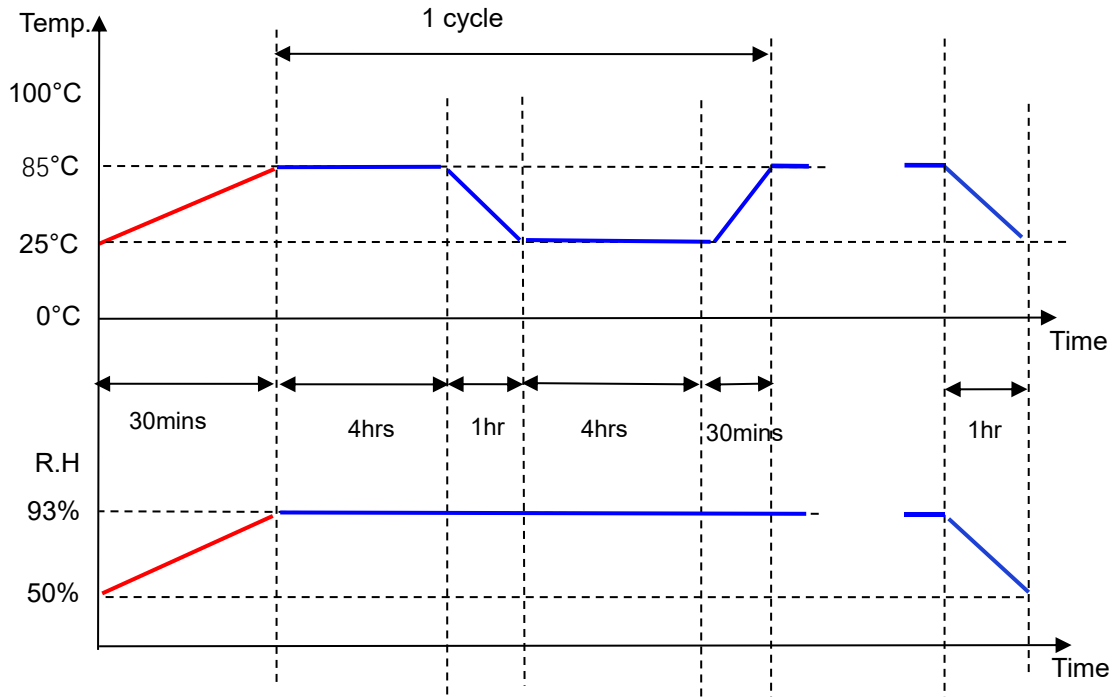 1 cycle
Temp.
100°C
85°C
25°C
0°C
Time
30mins
4hrs
1hr
4hrs
30mins
1hr
R.H
93%
50%
Time